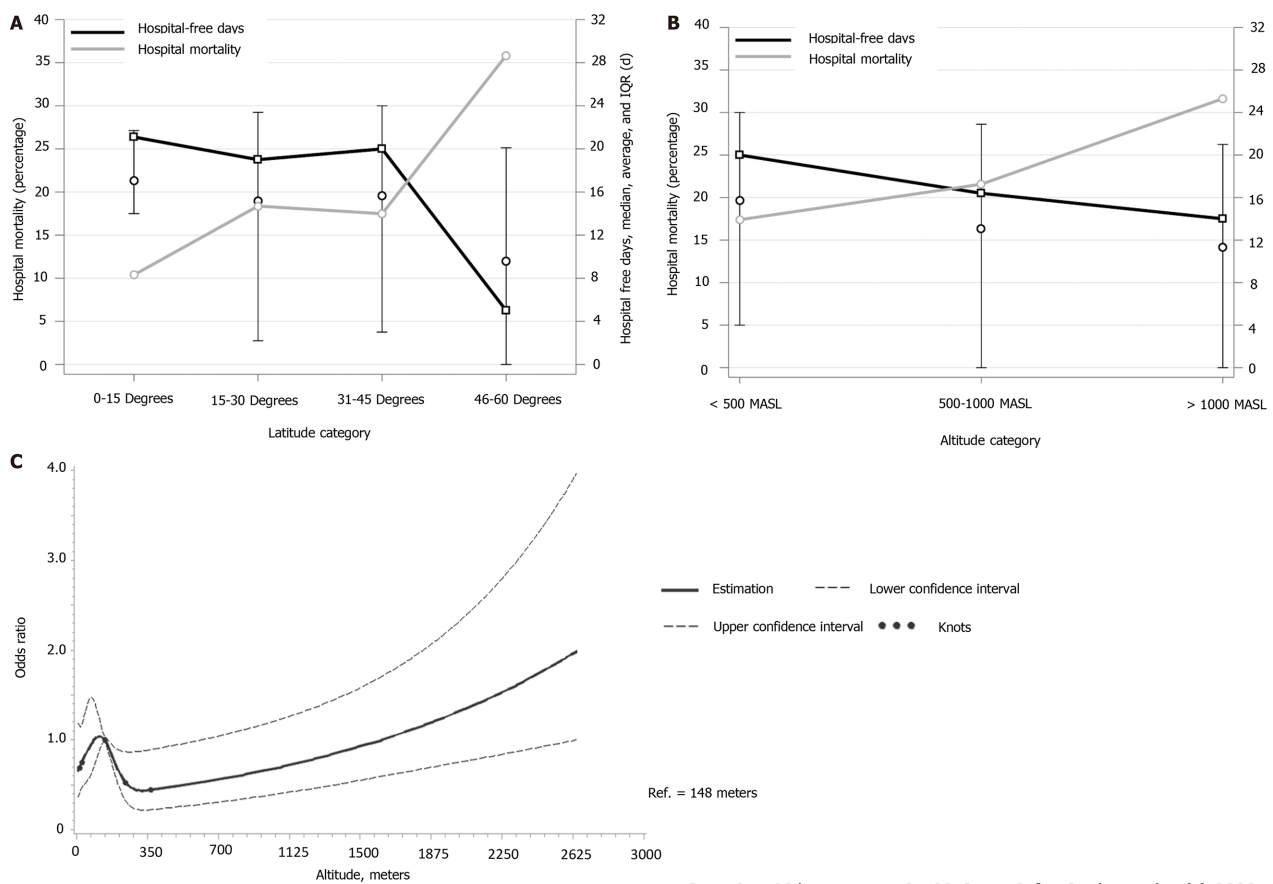 A
Hospital-free days
Hospital mortality
Hospital mortality (percentage)
40
35
30
25
20
15
10
5
0
32
28
24
20
16
12
8
4
0
Hospital free days, median, average, and IQR (d)
0-15 Degrees
15-30 Degrees
31-45 Degrees
46-60 Degrees
Latitude category
B
Hospital-free days
Hospital mortality
Hospital mortality (percentage)
40
35
30
25
20
15
10
5
0
32
28
24
20
16
12
8
4
0
< 500 MASL
500-1000 MASL
> 1000 MASL
Altitude category
C
Odds ratio
4.0
3.0
2.0
1.0
0
0
350
700
1125
1500
1875
2250
2625
3000
Altitude, meters
Estimation
Lower confidence interval
Upper confidence interval
Knots
Ref. = 148 meters